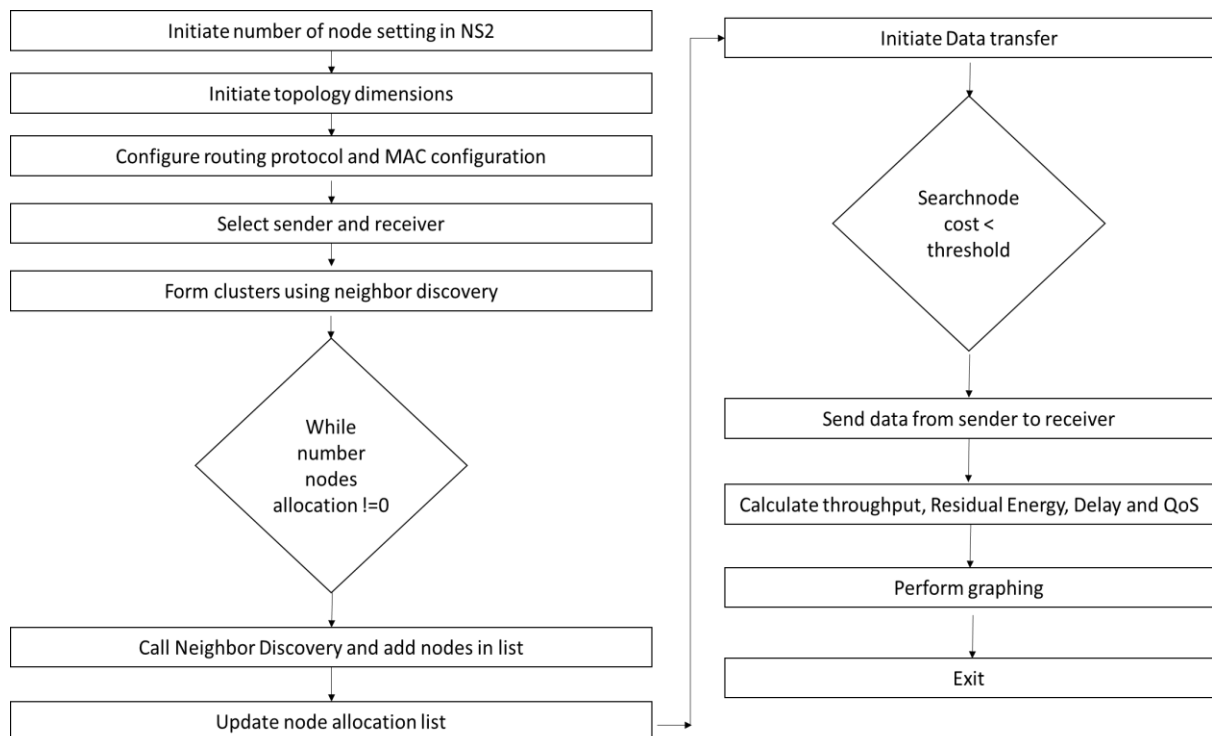 Initiate number of node setting in NS2
Initiate topology dimensions
Configure routing protocol and MAC configuration
Select sender and receiver
Form clusters using neighbor discovery
While
number
nodes
allocation !=0
Call Neighbor Discovery and add nodes in list
Update node allocation list
Initiate Data transfer
Searchnode
cost <
threshold
Send data from sender to receiver
Calculate throughput, Residual Energy, Delay and QoS
Perform graphing
Exit